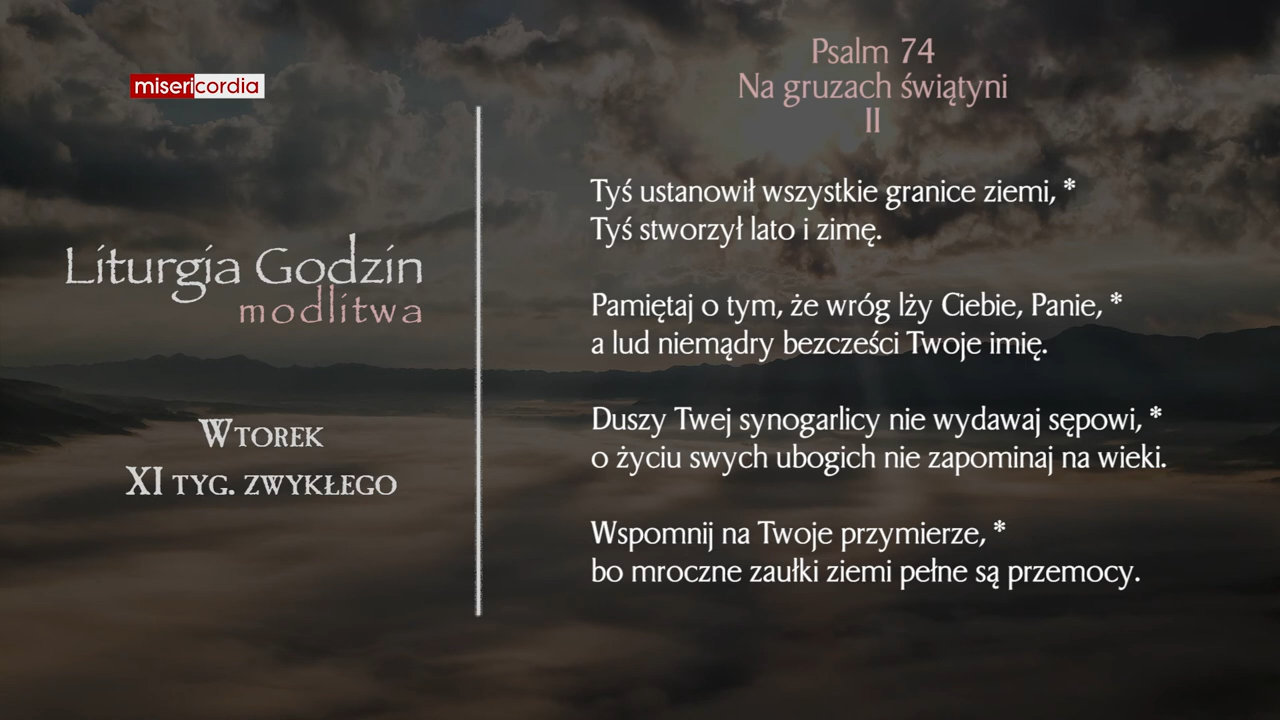 misericordia
Liturgia Godzin
modlitwa
Wtorek
XI tyg. zwykłego
Psalm 74
Na gruzach świątyni
II
Tyś ustanowił wszystkie granice ziemi, *
Tyś stworzył lato i zimę.
Pamiętaj o tym, że wróg lży Ciebie, Panie, *
a lud niemądry bezcześci Twoje imię.
Duszy Twej synogarlicy nie wydawaj sępowi, *
o życiu swych ubogich nie zapominaj na wieki.
Wspomnij na Twoje przymierze, *
bo mroczne zaułki ziemi pełne są przemocy.